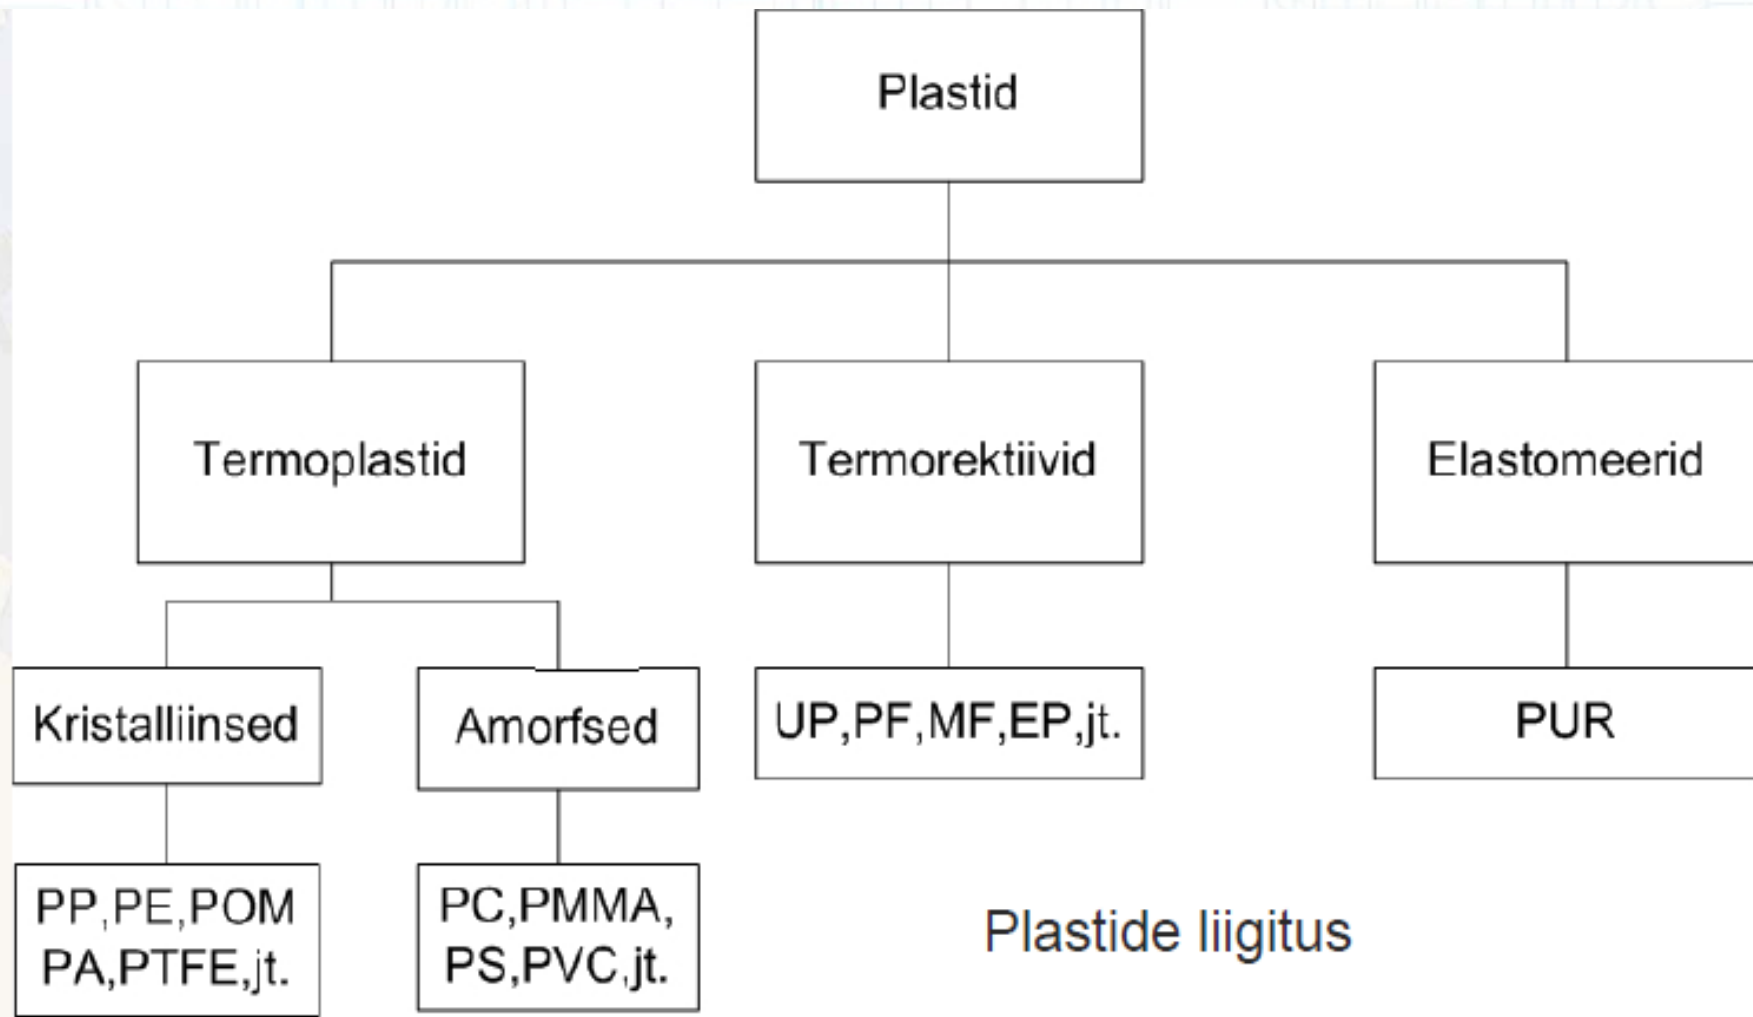 Plastid
Termoplastid
Termorektiivid
Elastomeerid
Kristalliinsed
Amorfsed
UP,PF,MF,EP,jt.
PUR
PP,PE,POM
PA,PTFE,jt.
PC,PMMA,
PS,PVC,jt.
Plastide liigitus